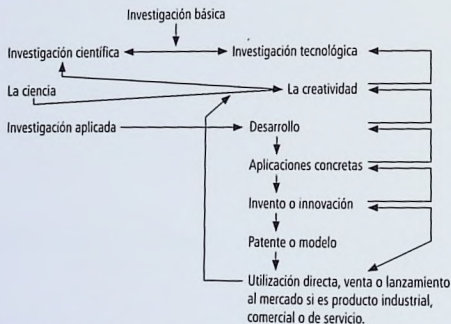 Investigación básica
Investigación científica
Investigación tecnológica
La ciencia
La creatividad
Investigación aplicada
Desarrollo
Aplicaciones concretas
Invento o innovación
Patente o modelo
Utilización directa, venta o lanzamiento
al mercado si es producto industrial,
comercial o de servicio.